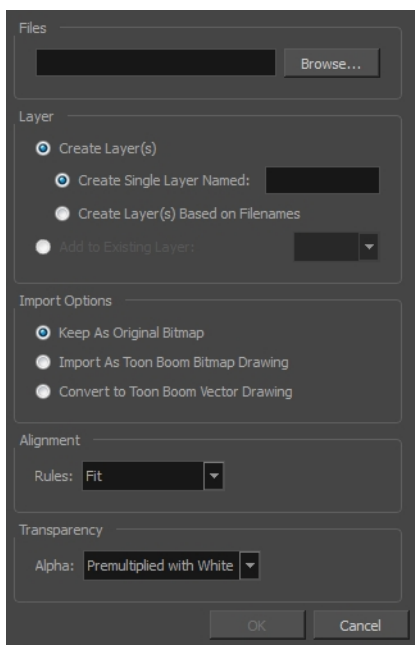 Files
Browse...
Layer
Create Layer(s)
Create Single Layer Named:
Create Layer(s) Based on Filenames
Add to Existing Layer:
Import Options
Keep As Original Bitmap
Import As Toon Boom Bitmap Drawing
Convert to Toon Boom Vector Drawing
Alignment
Rules: Fit
Transparency
Alpha: Premultiplied with White
OK Cancel